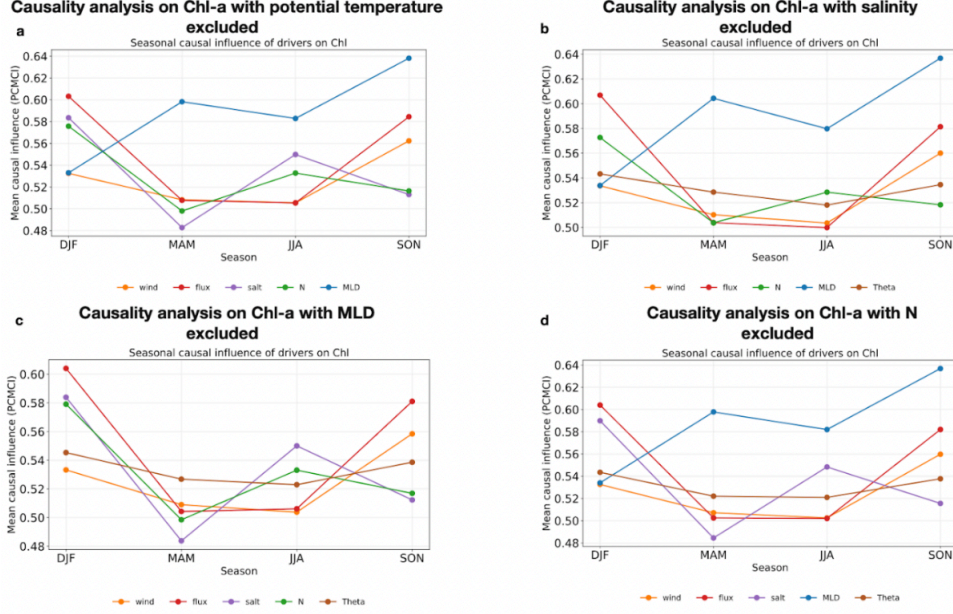 Causality analysis on Chl-a with potential temperature
excluded
a
Seasonal causal influence of drivers on Chl
Mean causal influence (PCMCI)
0.64
0.62
0.60
0.58
0.56
0.54
0.52
0.50
0.48
DJF MAM JJA SON
Season
wind flux salt N MLD
Causality analysis on Chl-a with salinity
excluded
b
Seasonal causal influence of drivers on Chl
Mean causal influence (PCMCI)
0.64
0.62
0.60
0.58
0.56
0.54
0.52
0.50
DJF MAM JJA SON
Season
wind flux N MLD Theta
Causality analysis on Chl-a with MLD
excluded
c
Seasonal causal influence of drivers on Chl
Mean causal influence (PCMCI)
0.60
0.58
0.56
0.54
0.52
0.50
0.48
DJF MAM JJA SON
Season
wind flux salt N Theta
Causality analysis on Chl-a with N
excluded
d
Seasonal causal influence of drivers on Chl
Mean causal influence (PCMCI)
0.64
0.62
0.60
0.58
0.56
0.54
0.52
0.50
0.48
DJF MAM JJA SON
Season
wind flux salt MLD Theta